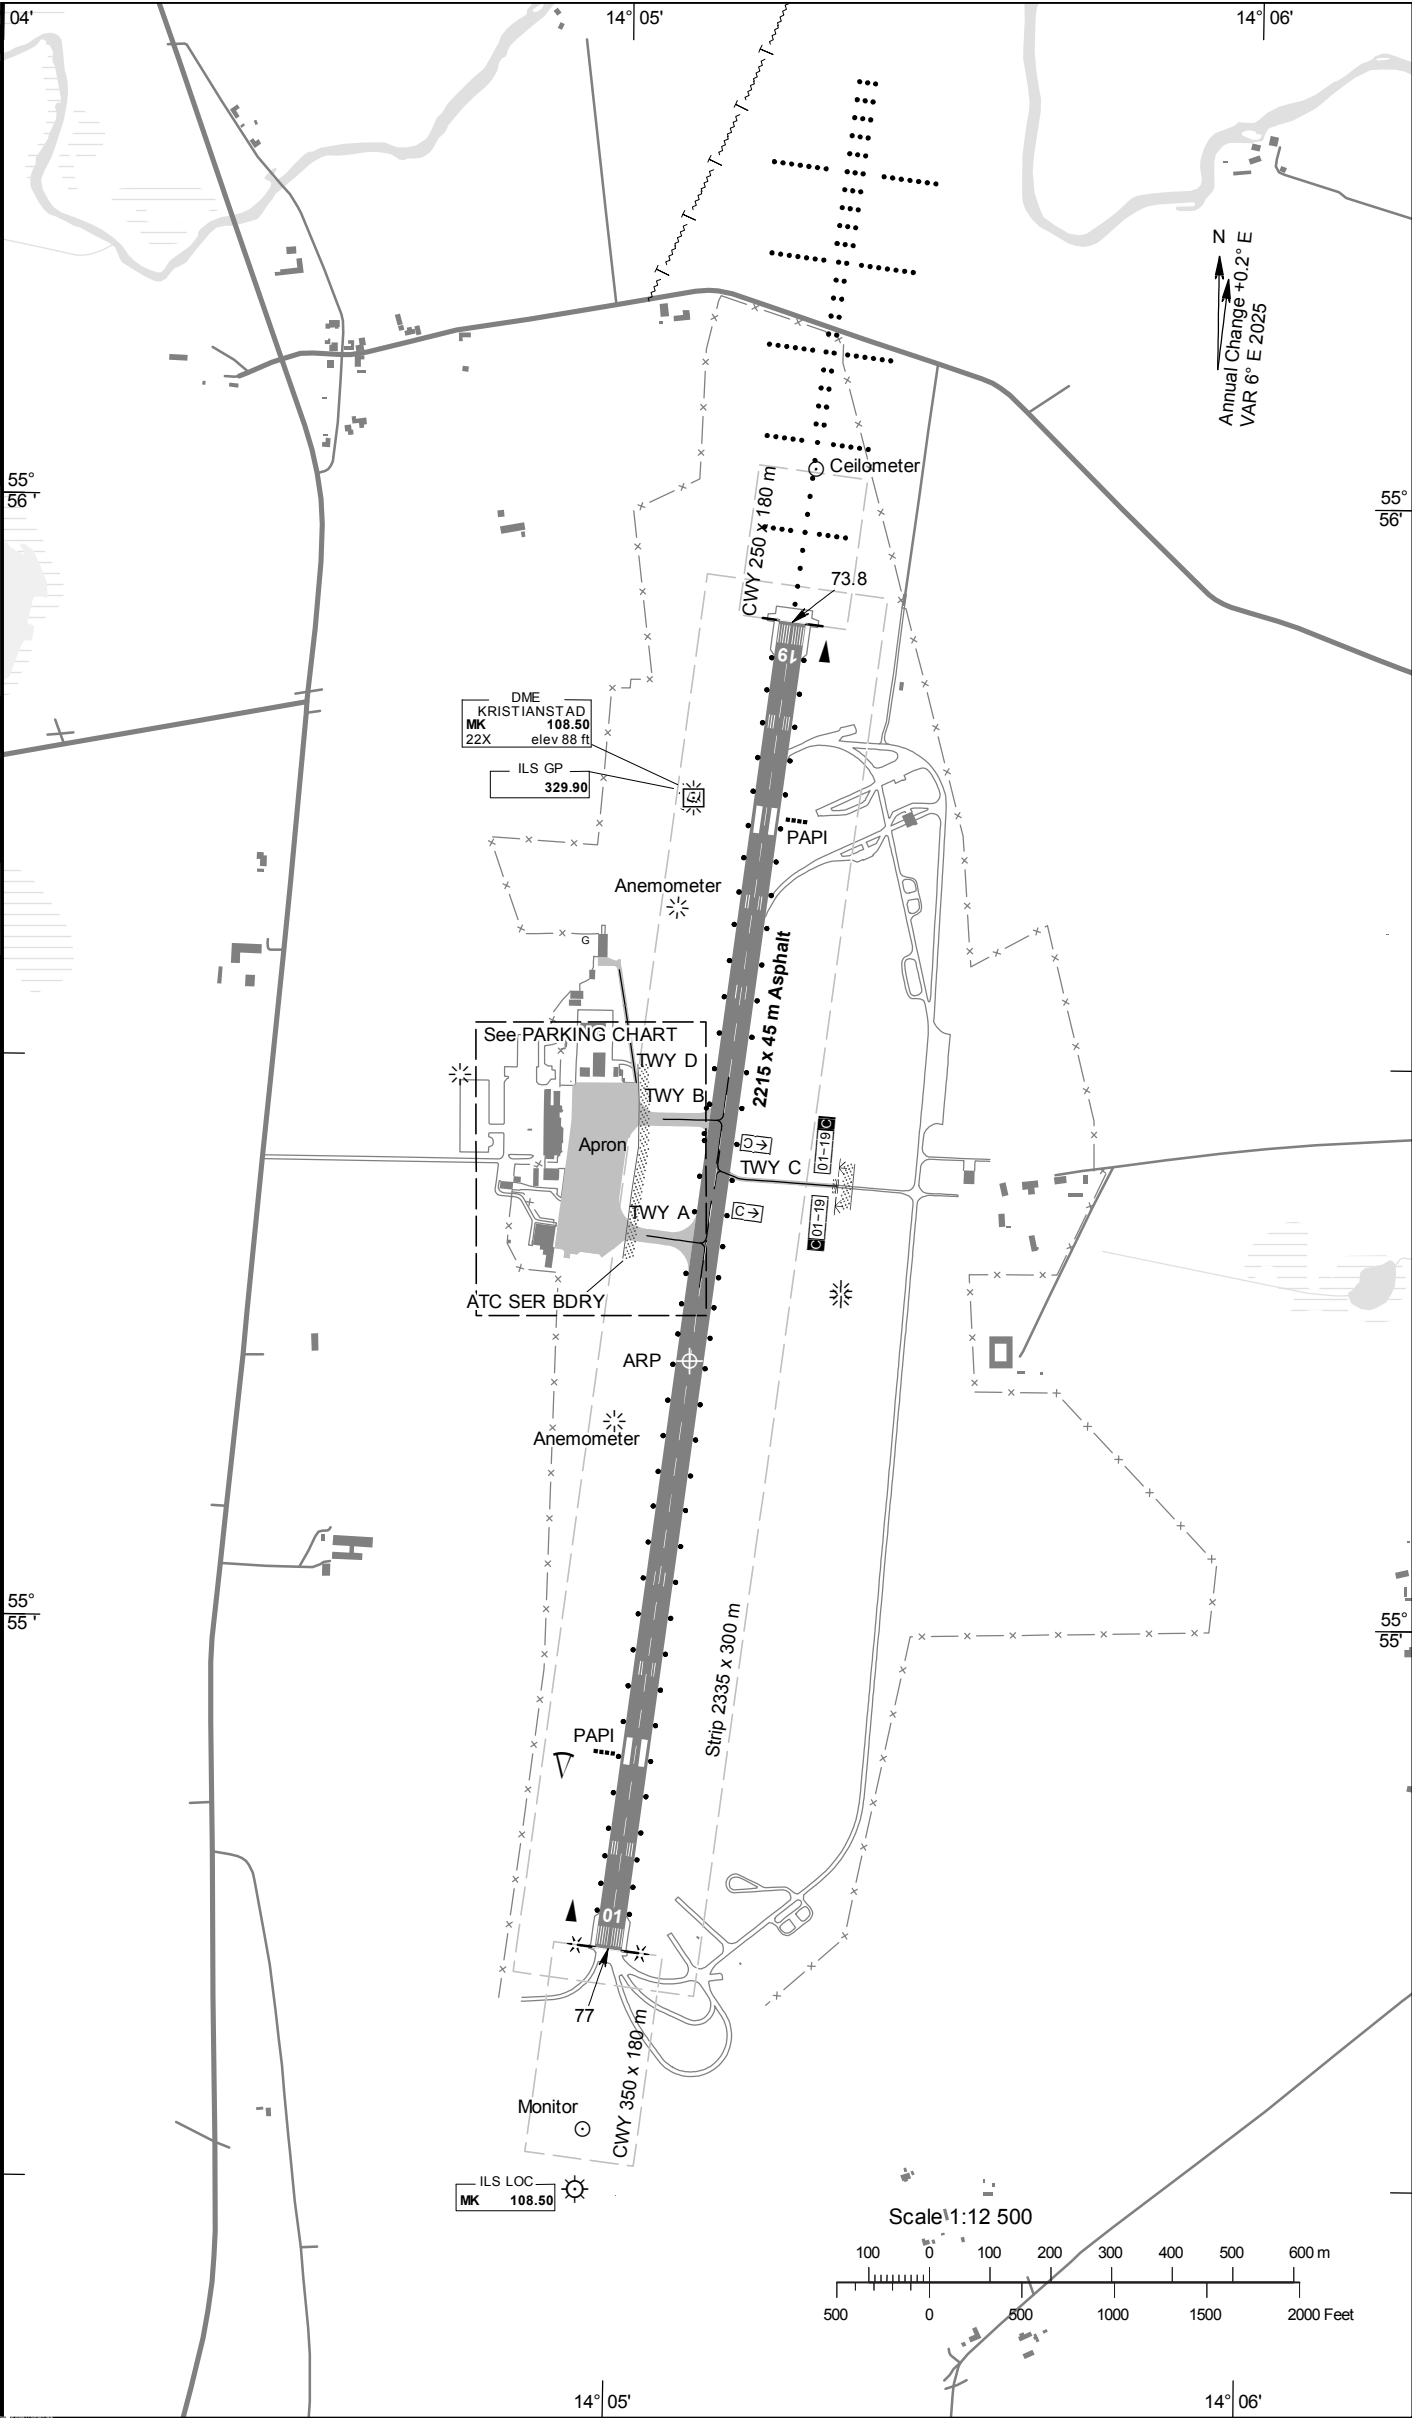 04'
14° 05'
14° 06'
N
Annual Change +0.2° E
VAR 6° E 2025
55°
56'
55°
56'
Ceilometer
CWY 250 x 180 m
73.8
19
DME
KRISTIANSTAD
MK 108.50
22X elev 88 ft
ILS GP
329.90
PAPI
Anemometer
G
2215 x 45 m Asphalt
See PARKING CHART
TWY D
TWY B
Apron
C→
TWY C
01-19 C
TWY A
C→
C 01-19
ATC SER BDRY
ARP
Anemometer
55°
55'
55°
55'
Strip 2335 x 300 m
PAPI
01
77
CWY 350 x 180 m
Monitor
ILS LOC
MK 108.50
Scale 1:12 500
100 0 100 200 300 400 500 600 m
500 0 500 1000 1500 2000 Feet
14° 05'
14° 06'